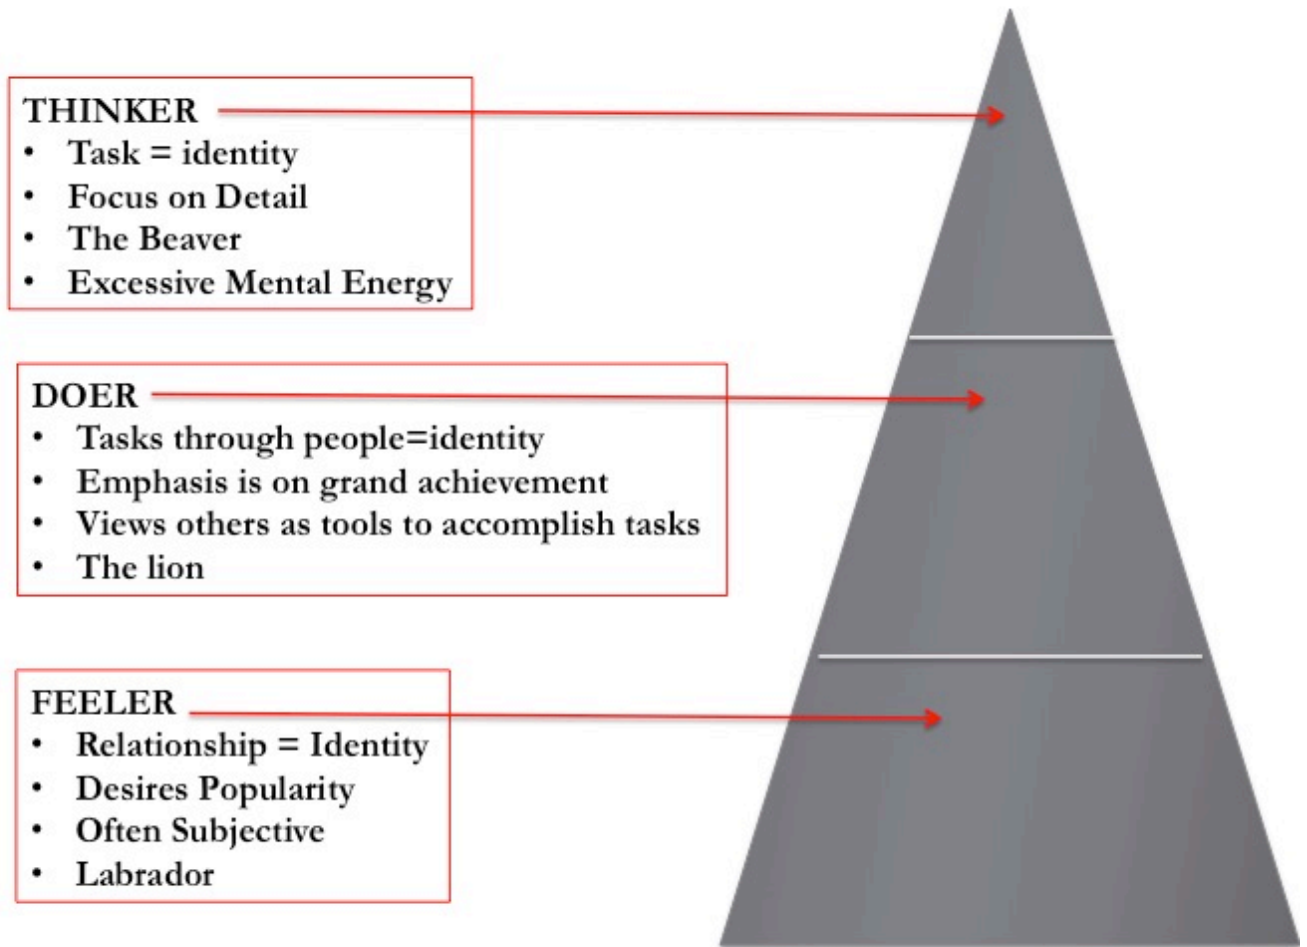 THINKER
• Task = identity
• Focus on Detail
• The Beaver
• Excessive Mental Energy
DOER
• Tasks through people=identity
• Emphasis is on grand achievement
• Views others as tools to accomplish tasks
• The lion
FEELER
• Relationship = Identity
• Desires Popularity
• Often Subjective
• Labrador